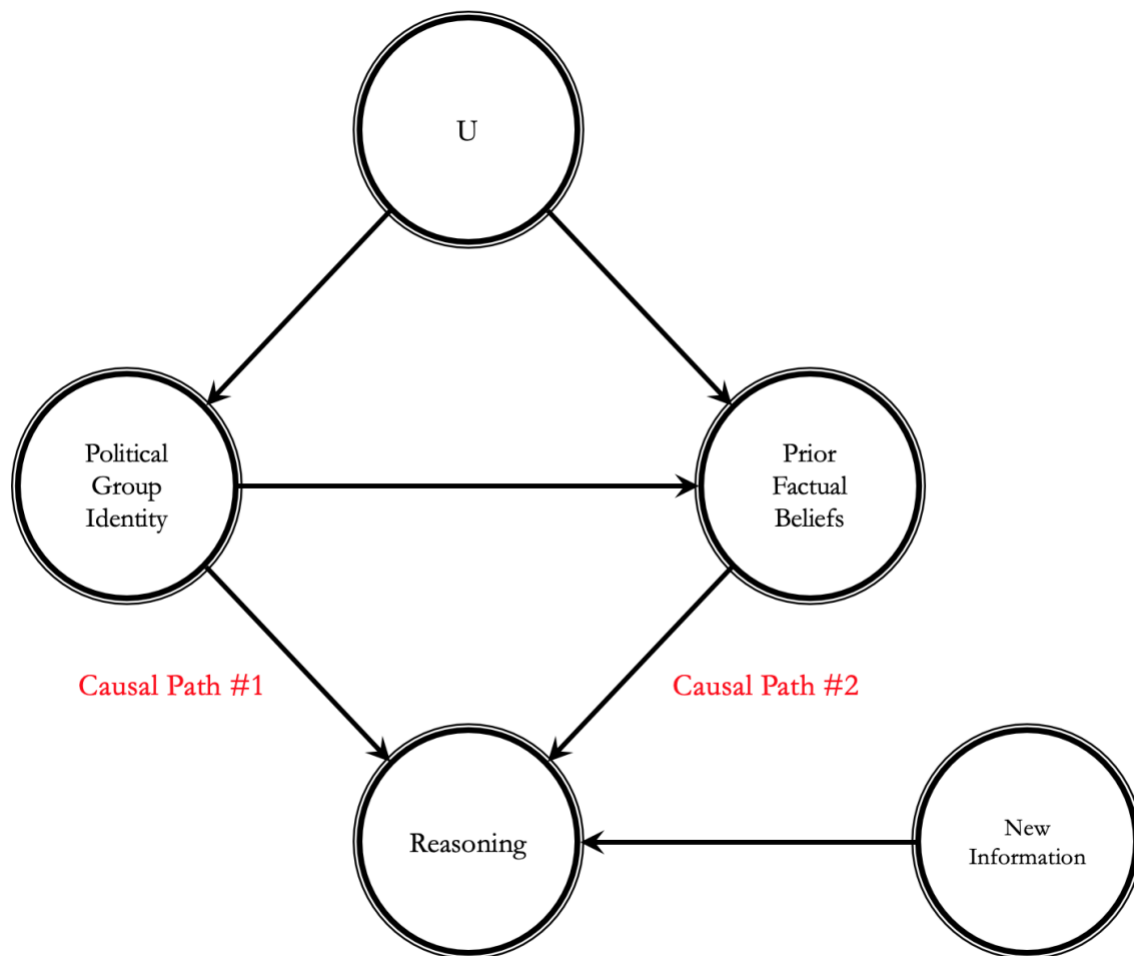 U
Political
Group
Identity
Prior
Factual
Beliefs
Causal Path #1
Causal Path #2
Reasoning
New
Information